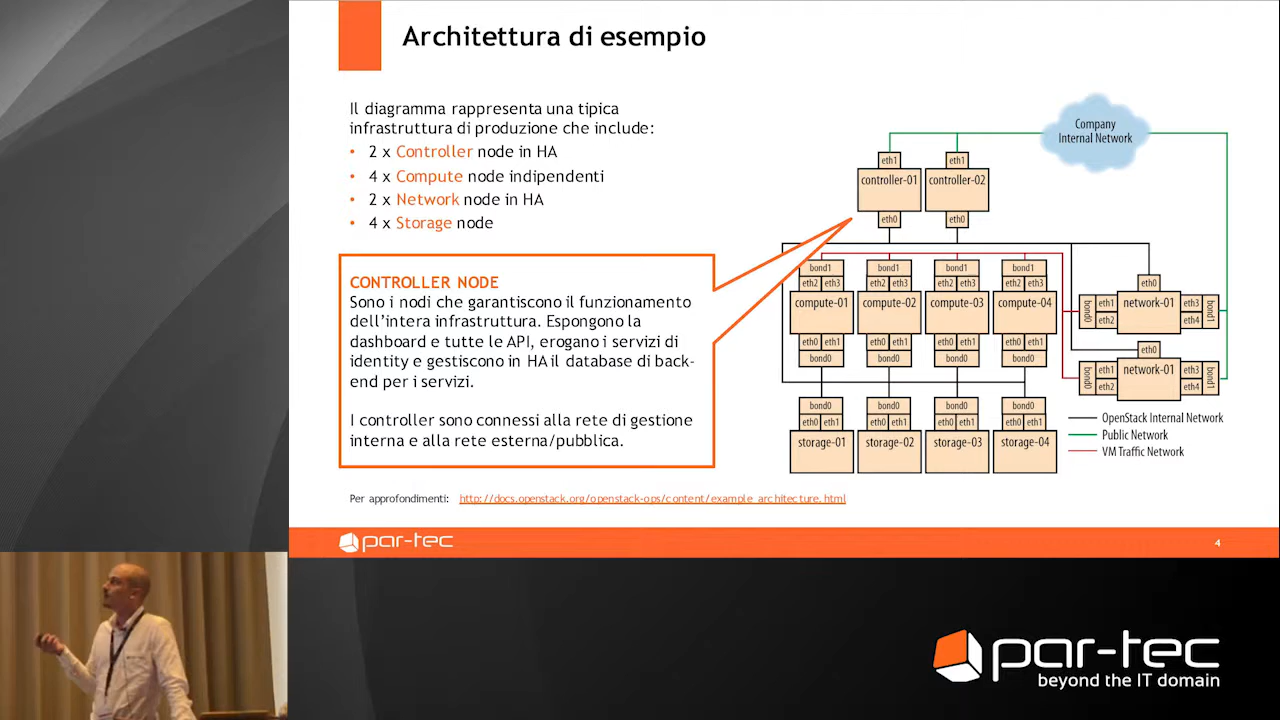 Architettura di esempio
Il diagramma rappresenta una tipica
infrastruttura di produzione che include:
• 2 x Controller node in HA
• 4 x Compute node indipendenti
• 2 x Network node in HA
• 4 x Storage node
CONTROLLER NODE
Sono i nodi che garantiscono il funzionamento
dell'intera infrastruttura. Espongono la
dashboard e tutte le API, erogano i servizi di
identity e gestiscono in HA il database di back-
end per i servizi.
I controller sono connessi alla rete di gestione
interna e alla rete esterna/pubblica.
Company
Internal Network
eth1 eth1
controller-01 controller-02
eth0 eth0
bond1 bond1 bond1 bond1
eth2 eth3 eth2 eth3 eth2 eth3 eth2 eth3
compute-01 compute-02 compute-03 compute-04
eth0 eth1 eth0 eth1 eth0 eth1 eth0 eth1
bond0 bond0 bond0 bond0
eth0
bond0 eth1 network-01 eth3 bond1
eth2 eth4
eth0
bond0 eth1 network-01 eth3 bond1
eth2 eth4
bond0 bond0 bond0 bond0
eth0 eth1 eth0 eth1 eth0 eth1 eth0 eth1
storage-01 storage-02 storage-03 storage-04
OpenStack Internal Network
Public Network
VM Traffic Network
Per approfondimenti: http://docs.openstack.org/openstack-ops/content/example_architecture.html
par-tec
4
par-tec
beyond the IT domain